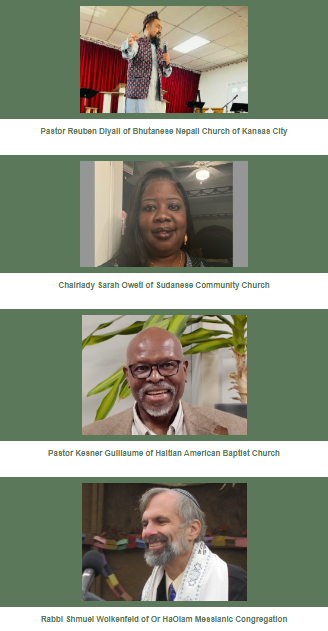 Pastor Reuben Diyali of Bhutanese Nepali Church of Kansas City
Chairlady Sarah Oweti of Sudanese Community Church
Pastor Kesner Guillaume of Haitian American Baptist Church
Rabbi Shmuel Wolkenfeld of Or HaOlam Messianic Congregation